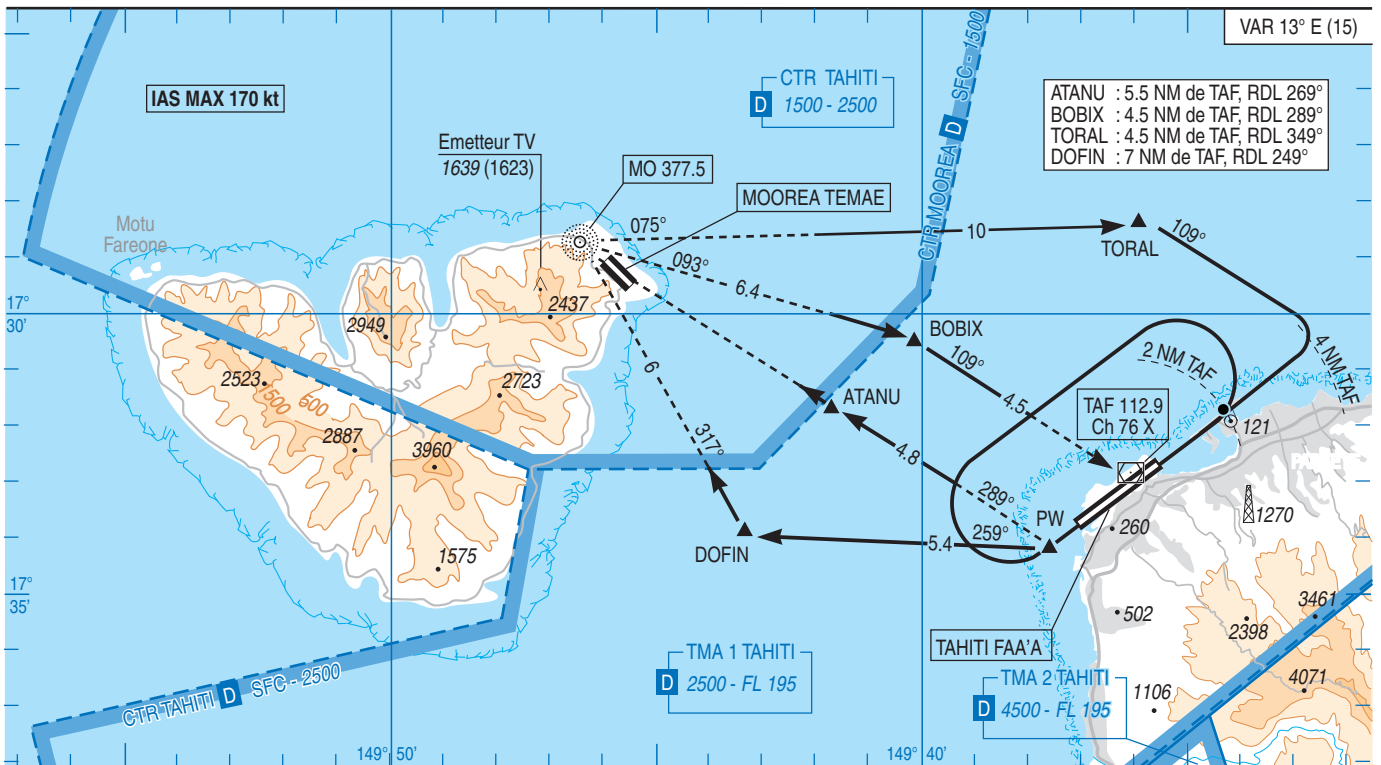 VAR 13° E (15)
IAS MAX 170 kt
CTR TAHITI
D 1500 - 2500
CTR MOOREA D SFC - 1500
ATANU : 5.5 NM de TAF, RDL 269°
BOBIX : 4.5 NM de TAF, RDL 289°
TORAL : 4.5 NM de TAF, RDL 349°
DOFIN : 7 NM de TAF, RDL 249°
Emetteur TV
1639 (1623)
MO 377.5
MOOREA TEMAE
Motu
Fareone
075°
10
TORAL
109°
093°
6.4
2437
17°
30'
2949
BOBIX
109°
4.5
2 NM TAF
4 NM TAF
2523
1500
600
2723
6
ATANU
TAF 112.9
Ch 76 X
121
2887
3960
317°
4.8
289°
PW
259°
5.4
DOFIN
260
1270
1575
17°
35'
502
2398
3461
TAHITI FAA'A
TMA 1 TAHITI
D 2500 - FL 195
TMA 2 TAHITI
D 4500 - FL 195
1106
4071
CTR TAHITI D SFC - 2500
149° 50'
149° 40'